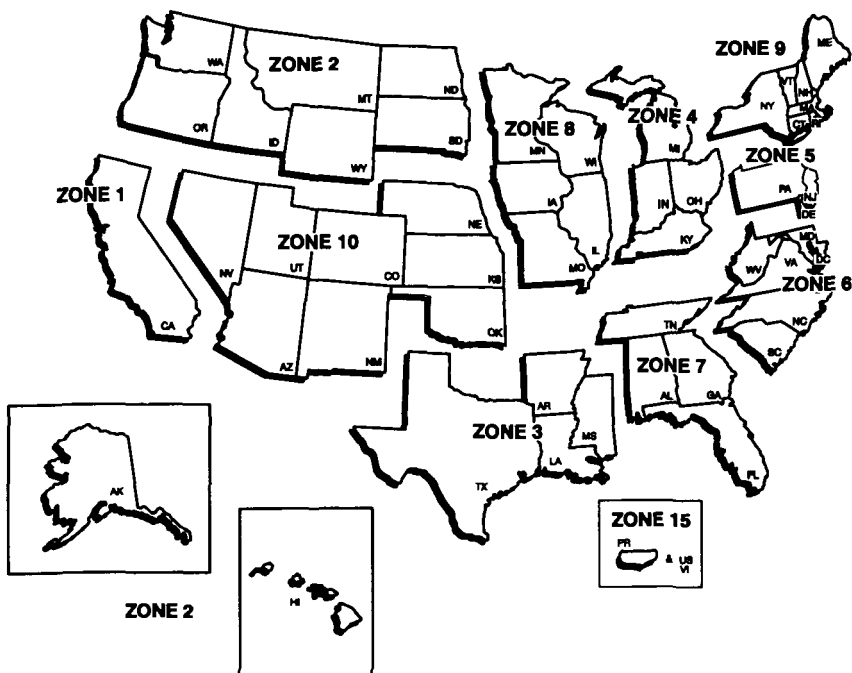 ZONE 9
ME
WA
ZONE 2
ND
VT
NH
MT
NY
MA
OR
ID
SD
ZONE 8
ZONE 4
CT
RI
WY
MN
WI
MI
ZONE 5
ZONE 1
PA
NJ
IA
IN
OH
DE
NE
MD
ZONE 10
IL
KY
WV
VA
DC
NV
UT
CO
KS
MO
ZONE 6
CA
OK
TN
NC
AZ
NM
SC
ZONE 7
AR
AL
GA
ZONE 3
MS
LA
TX
FL
AK
ZONE 15
PR
& US
VI
HI
ZONE 2